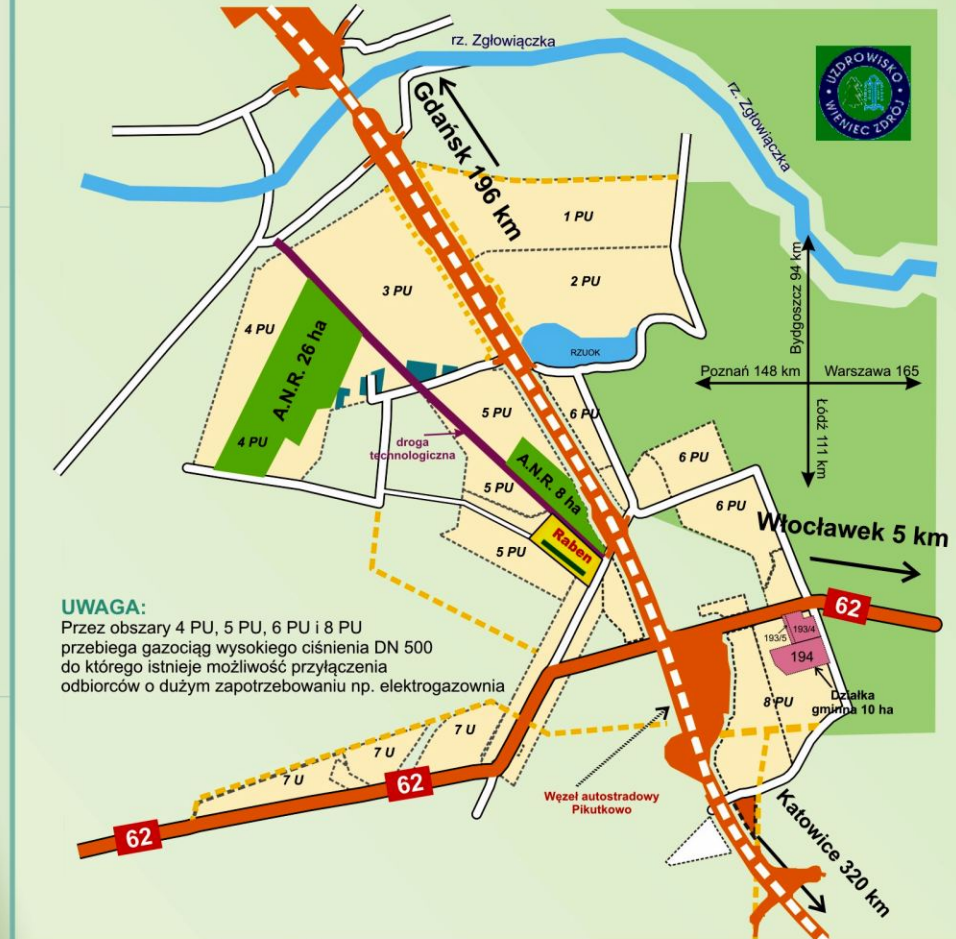 rz. Zgłowiączka
UZDROWISKO
WIENIEC ZDRÓJ
rz. Zgłowiączka
Gdańsk 196 km
1 PU
2 PU
3 PU
4 PU
A.N.R. 26 ha
4 PU
RZUOK
Bydgoszcz 94 km
Poznań 148 km
Warszawa 165
Łódź 111 km
5 PU
6 PU
droga
technologiczna
A.N.R. 8 ha
5 PU
6 PU
6 PU
Włocławek 5 km
5 PU
Raben
62
UWAGA:
Przez obszary 4 PU, 5 PU, 6 PU i 8 PU
przebiega gazociąg wysokiego ciśnienia DN 500
do którego istnieje możliwość przyłączenia
odbiorców o dużym zapotrzebowaniu np. elektrogazownia
193/5
193/4
194
Działka
gminna 10 ha
8 PU
7 U
7 U
7 U
62
62
Węzeł autostradowy
Pikutkowo
Katowice 320 km